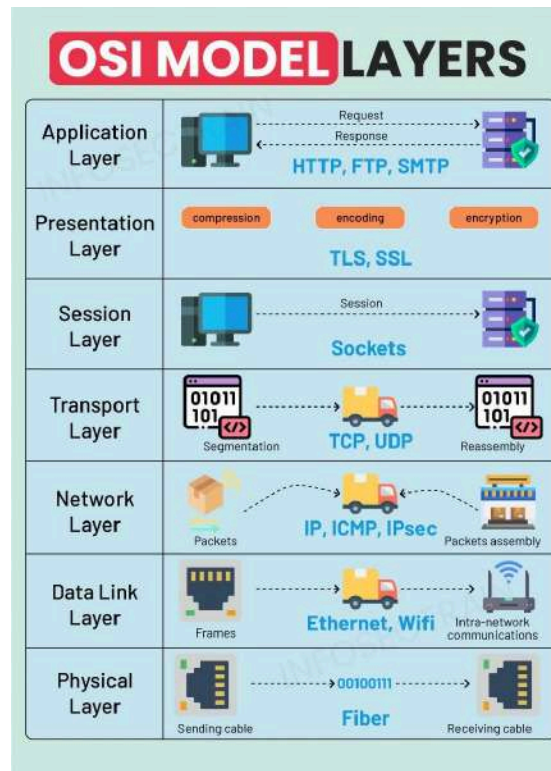 OSI MODEL LAYERS
Application
Layer
Request
Response
HTTP, FTP, SMTP
Presentation
Layer
compression
encoding
encryption
TLS, SSL
Session
Layer
Session
Sockets
Transport
Layer
01011
101
</>
Segmentation
TCP, UDP
01011
101
</>
Reassembly
Network
Layer
Packets
IP, ICMP, IPsec
Packets assembly
Data Link
Layer
Frames
Ethernet, Wifi
Intra-network
communications
Physical
Layer
Sending cable
00100111
Fiber
Receiving cable